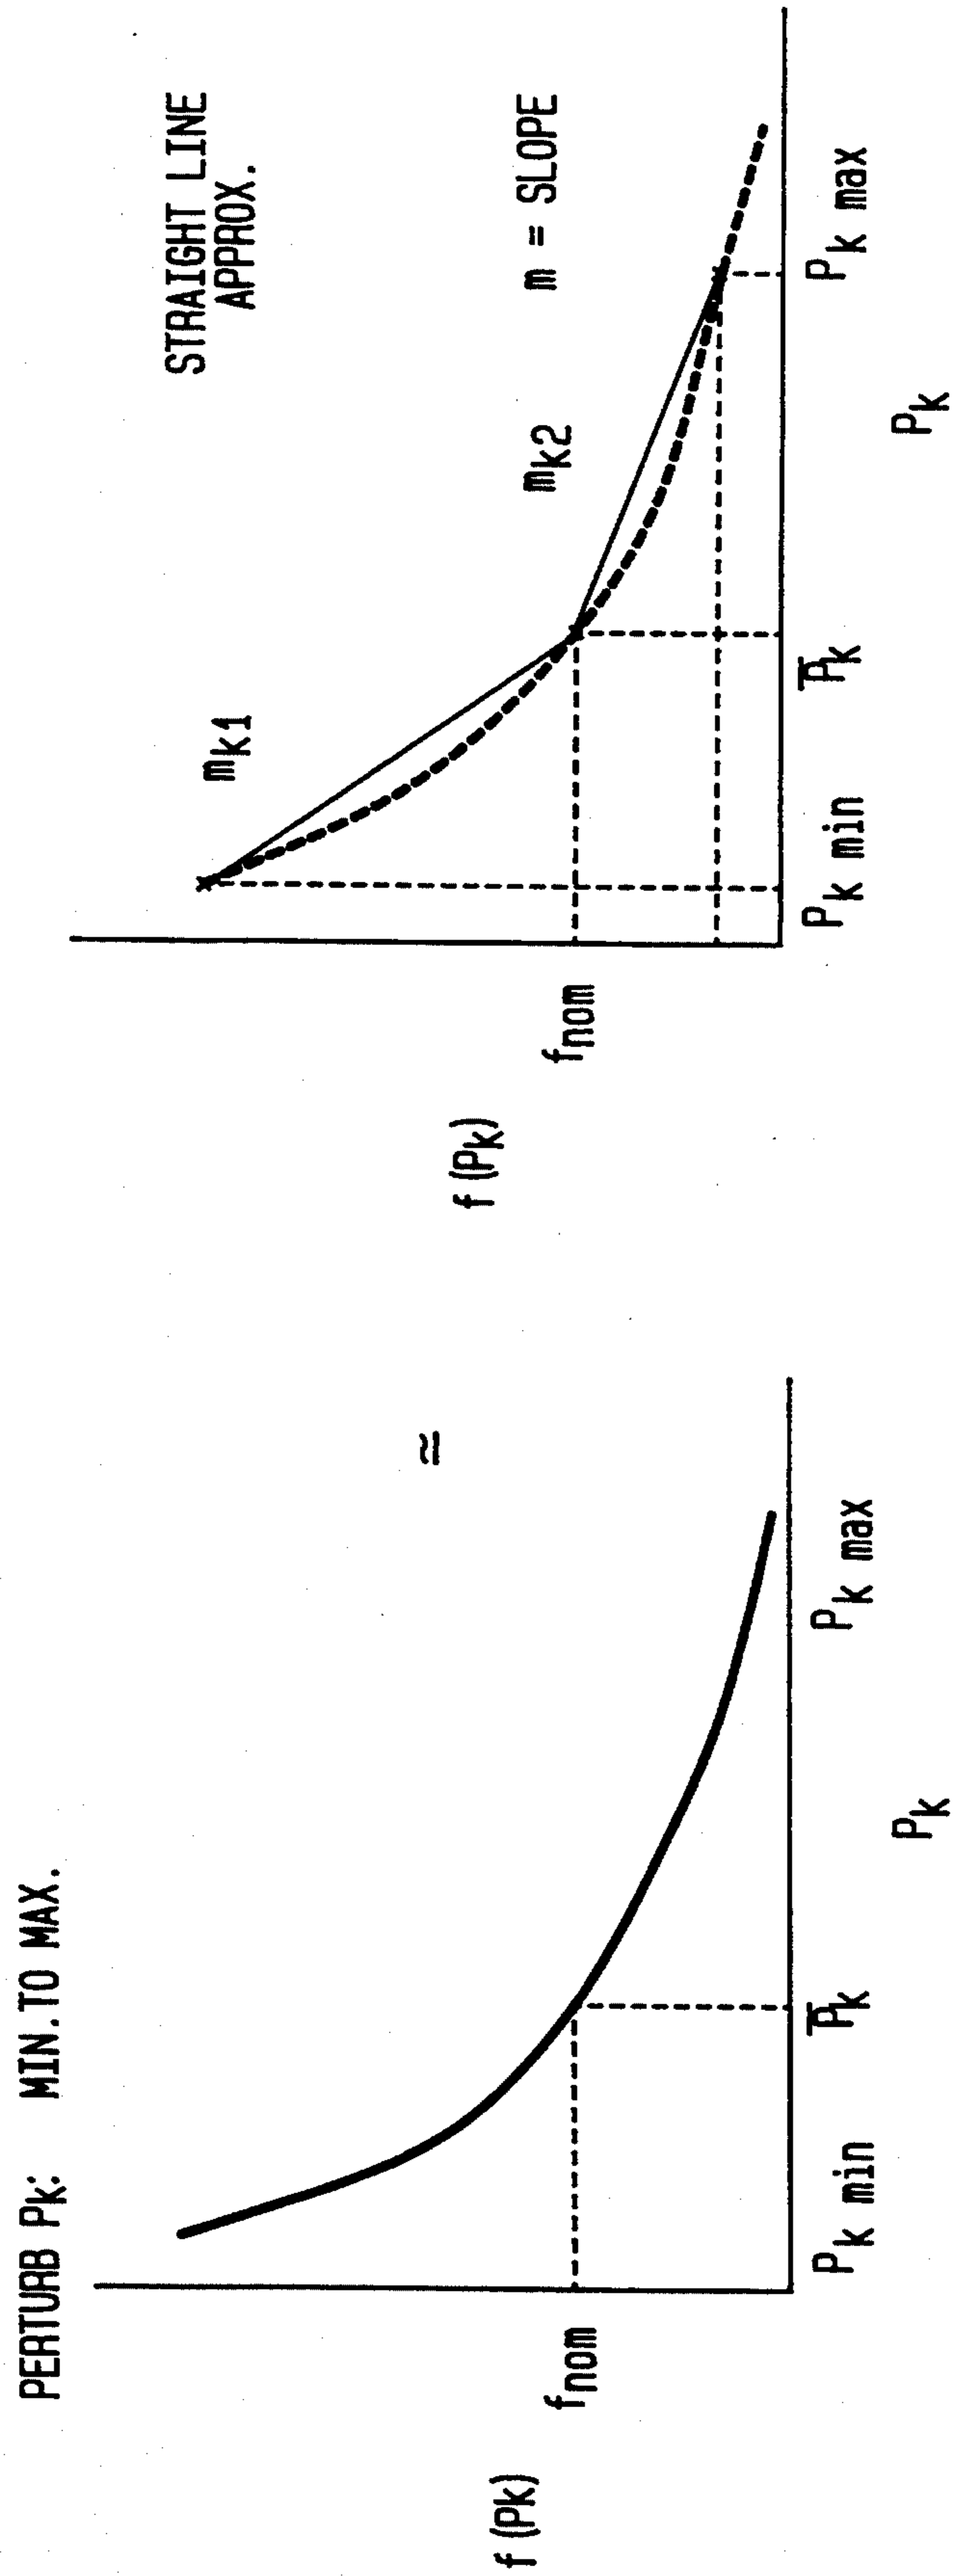 PERTURB Pk: MIN. TO MAX.
f (Pk)
fnom
Pk min
P̅k
Pk max
Pk
≈
STRAIGHT LINE
APPROX.
mk1
mk2
m = SLOPE
f (Pk)
fnom
Pk min
P̅k
Pk max
Pk